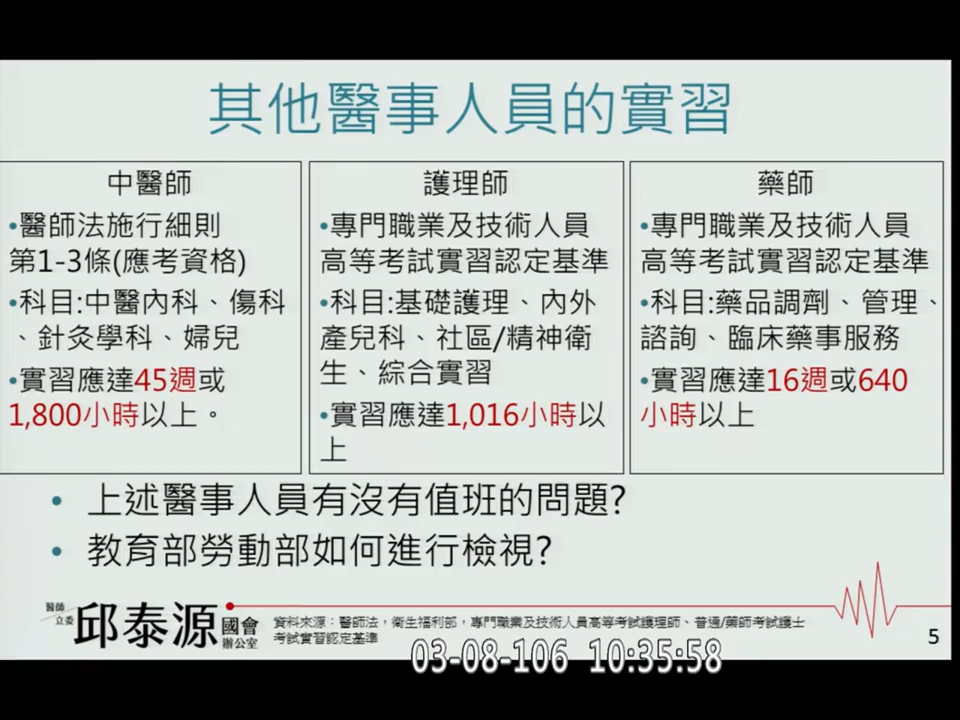 其他醫事人員的實習
中醫師
•醫師法施行細則
第1-3條(應考資格)
•科目:中醫內科、傷科
、針灸學科、婦兒
•實習應達45週或
1,800小時以上。
護理師
•專門職業及技術人員
高等考試實習認定基準
•科目:基礎護理、內外
產兒科、社區/精神衛
生、綜合實習
•實習應達1,016小時以
上
藥師
•專門職業及技術人員
高等考試實習認定基準
•科目:藥品調劑、管理、
諮詢、臨床藥事服務
•實習應達16週或640
小時以上
• 上述醫事人員有沒有值班的問題?
• 教育部勞動部如何進行檢視?
醫師
立委
邱泰源
國會
辦公室
資料來源：醫師法，衛生福利部，專門職業及技術人員高等考試護理師、普通/藥師考試護士
考試實習認定基準
5
03-08-106 10:35:58